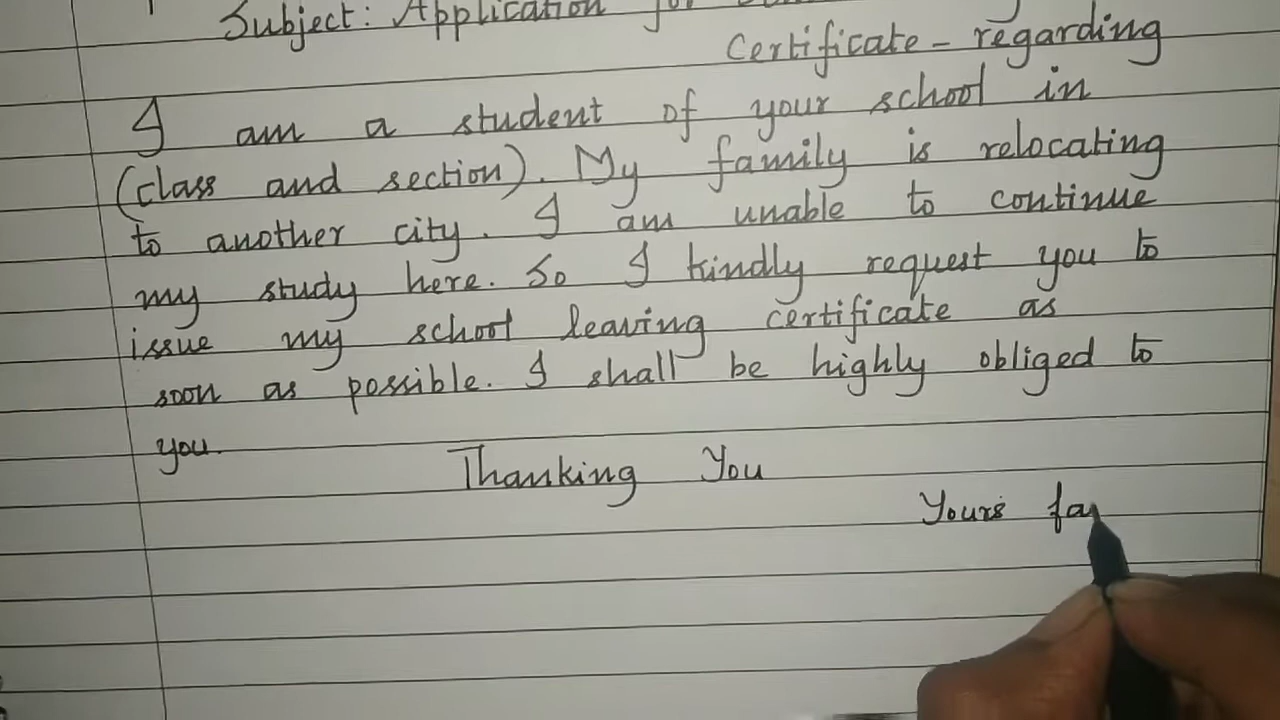 Subject: Application for
Certificate - regarding
I am a student of your school in
(class and section). My family is relocating
to another city. I am unable to continue
my study here. So I kindly request you to
issue my school leaving certificate as
soon as possible. I shall be highly obliged to
you.
Thanking You
Yours fa